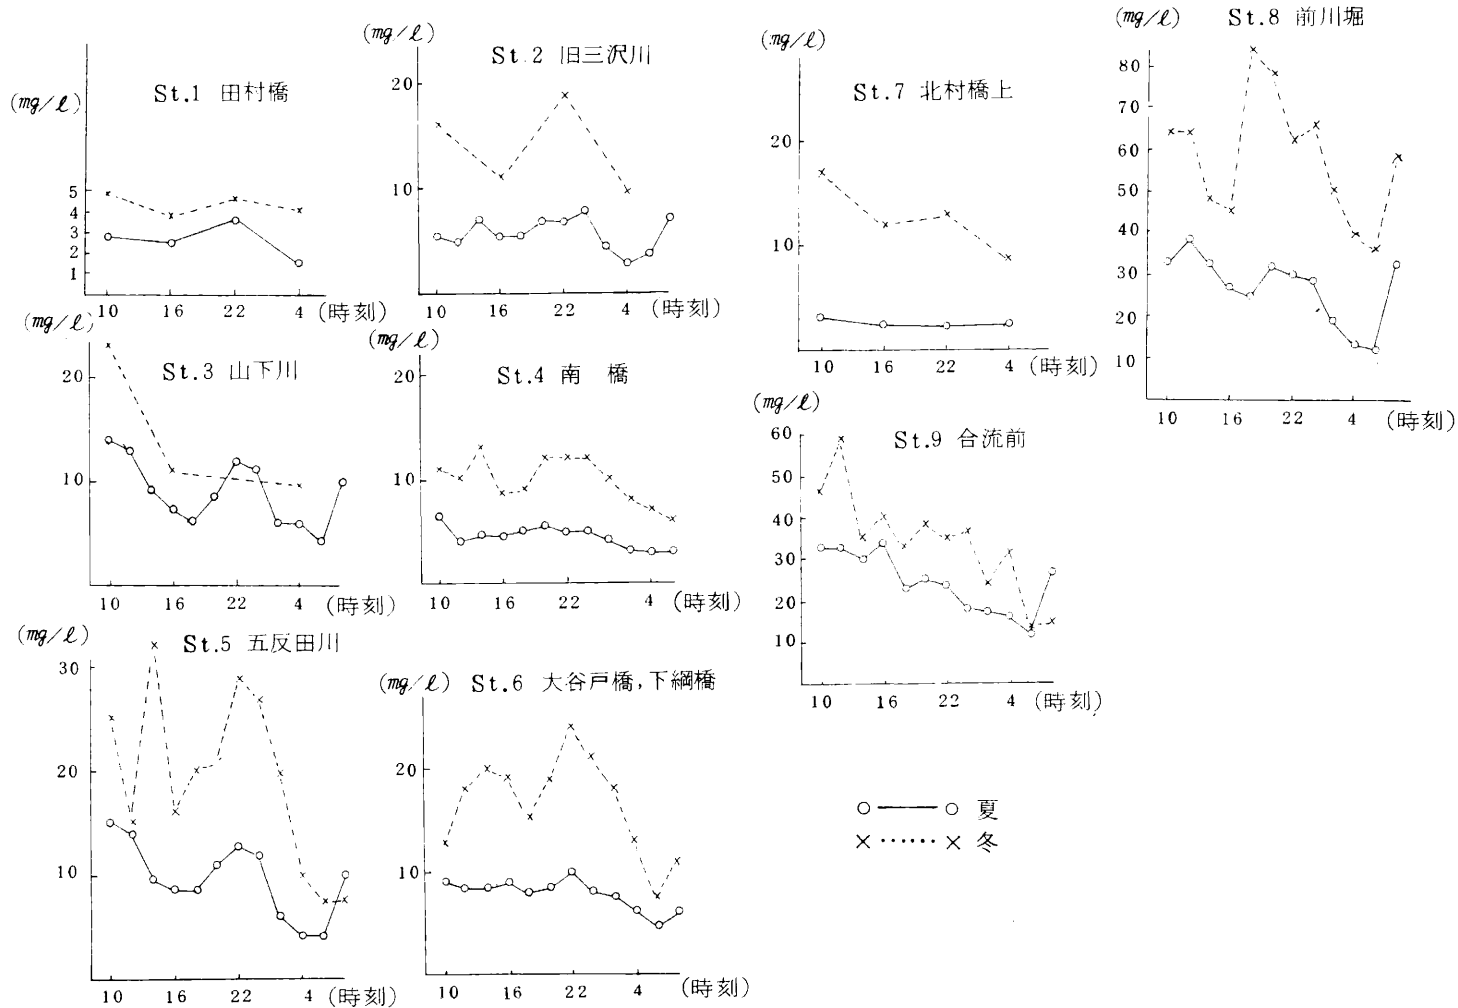 (mg/ℓ)
St.1 田村橋
5
4
3
2
1
10 16 22 4 (時刻)
(mg/ℓ)
St.2 旧三沢川
20
10
10 16 22 4 (時刻)
(mg/ℓ)
St.3 山下川
20
10
10 16 22 4 (時刻)
(mg/ℓ)
St.4 南 橋
20
10
10 16 22 4 (時刻)
(mg/ℓ)
St.5 五反田川
30
20
10
10 16 22 4 (時刻)
(mg/ℓ) St.6 大谷戸橋,下綱橋
20
10
10 16 22 4 (時刻)
(mg/ℓ)
St.7 北村橋上
20
10
10 16 22 4 (時刻)
(mg/ℓ) St.8 前川堀
80
70
60
50
40
30
20
10
10 16 22 4 (時刻)
(mg/ℓ)
St.9 合流前
60
50
40
30
20
10
10 16 22 4 (時刻)
○───○ 夏
×······× 冬